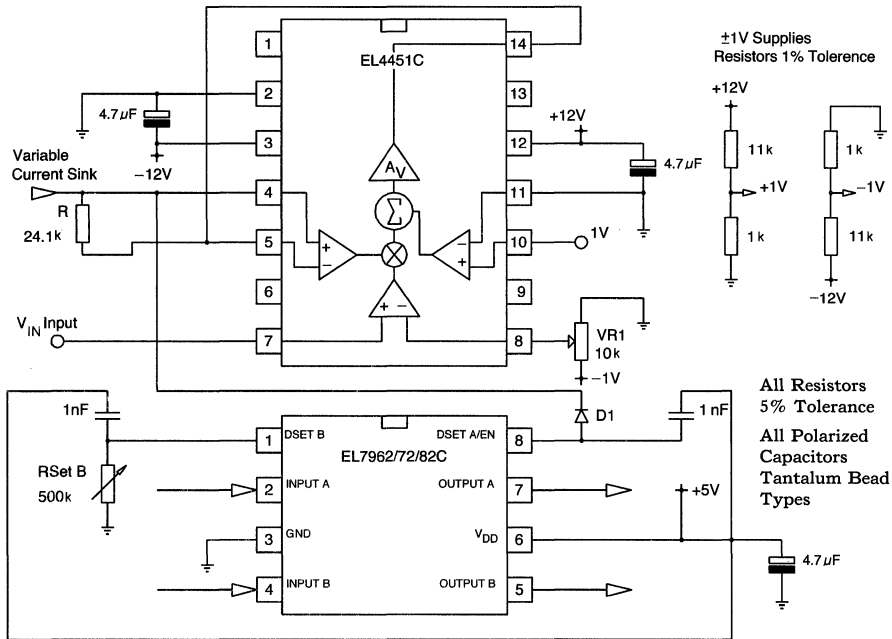 1
EL4451C
14
±1V Supplies
Resistors 1% Tolerence
2
13
+12V
4.7µF
+12V
3
12
11k
1k
Variable
Current Sink
−12V
AV
4.7µF
+1V
−1V
4
11
R
Σ
24.1k
+
−
−
+
1V
1k
11k
5
10
−12V
6
9
+ −
VIN Input
7
8
VR1
10k
−1V
All Resistors
5% Tolerance
1nF
D1
1nF
1
DSET B
DSET A/EN
8
All Polarized
Capacitors
Tantalum Bead
Types
EL7962/72/82C
RSet B
500k
2
INPUT A
OUTPUT A
7
+5V
3
GND
VDD
6
4.7µF
4
INPUT B
OUTPUT B
5